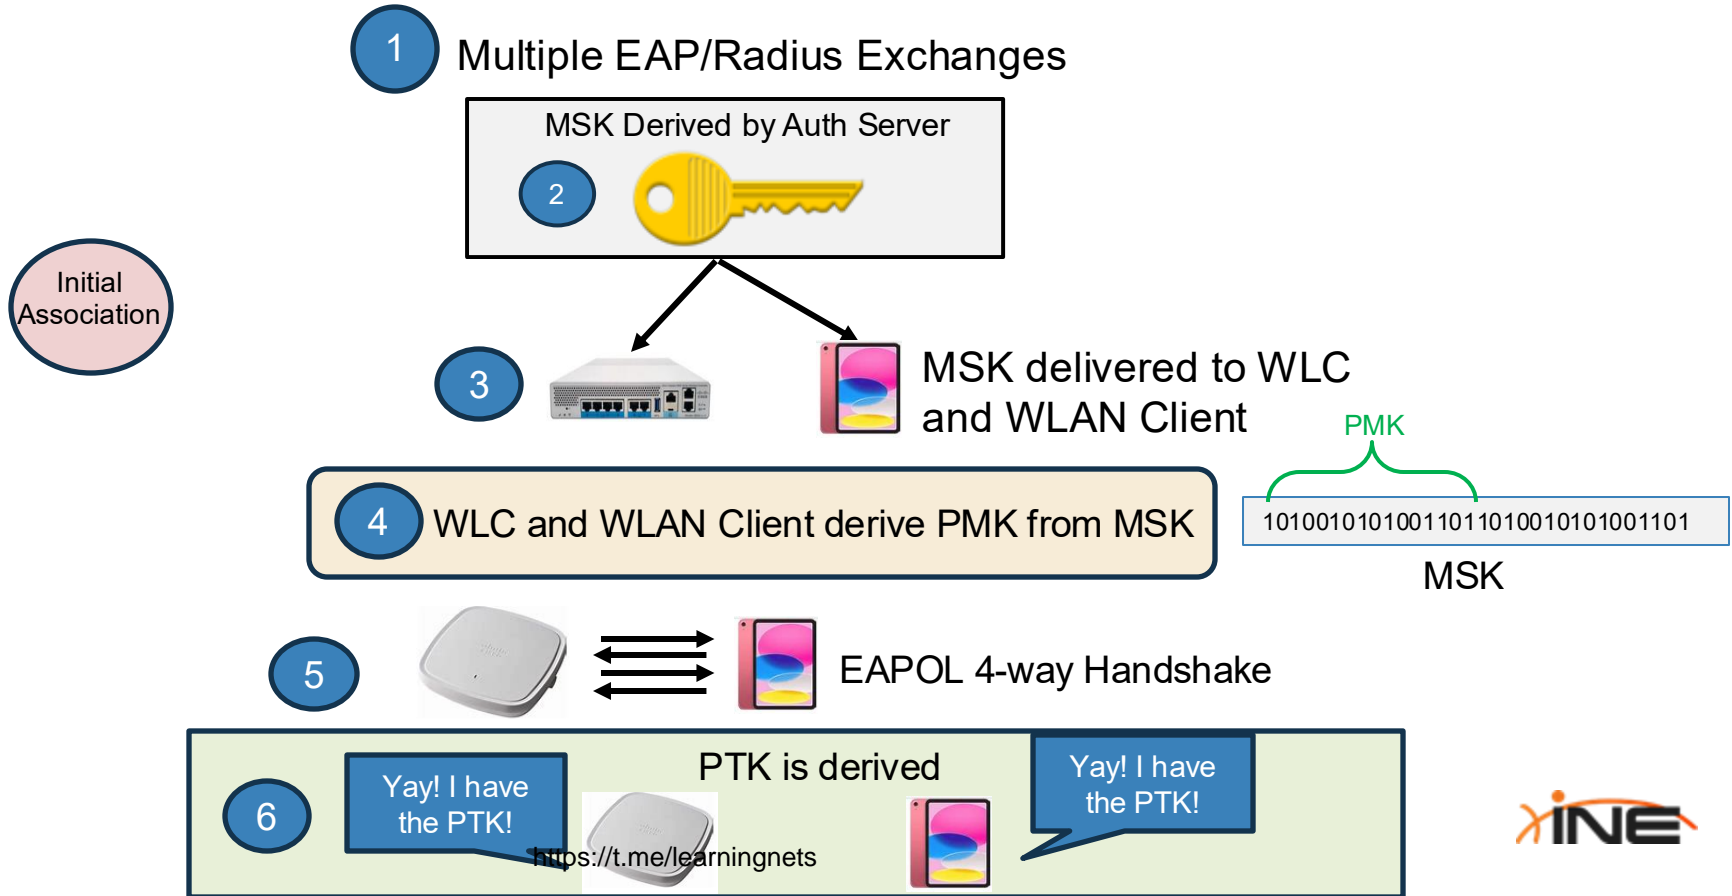 1
Multiple EAP/Radius Exchanges
MSK Derived by Auth Server
2
Initial
Association
3
MSK delivered to WLC
and WLAN Client
PMK
4
WLC and WLAN Client derive PMK from MSK
10100101010011011010010101001101
MSK
5
EAPOL 4-way Handshake
6
Yay! I have
the PTK!
PTK is derived
Yay! I have
the PTK!
https://t.me/learningnets
INE